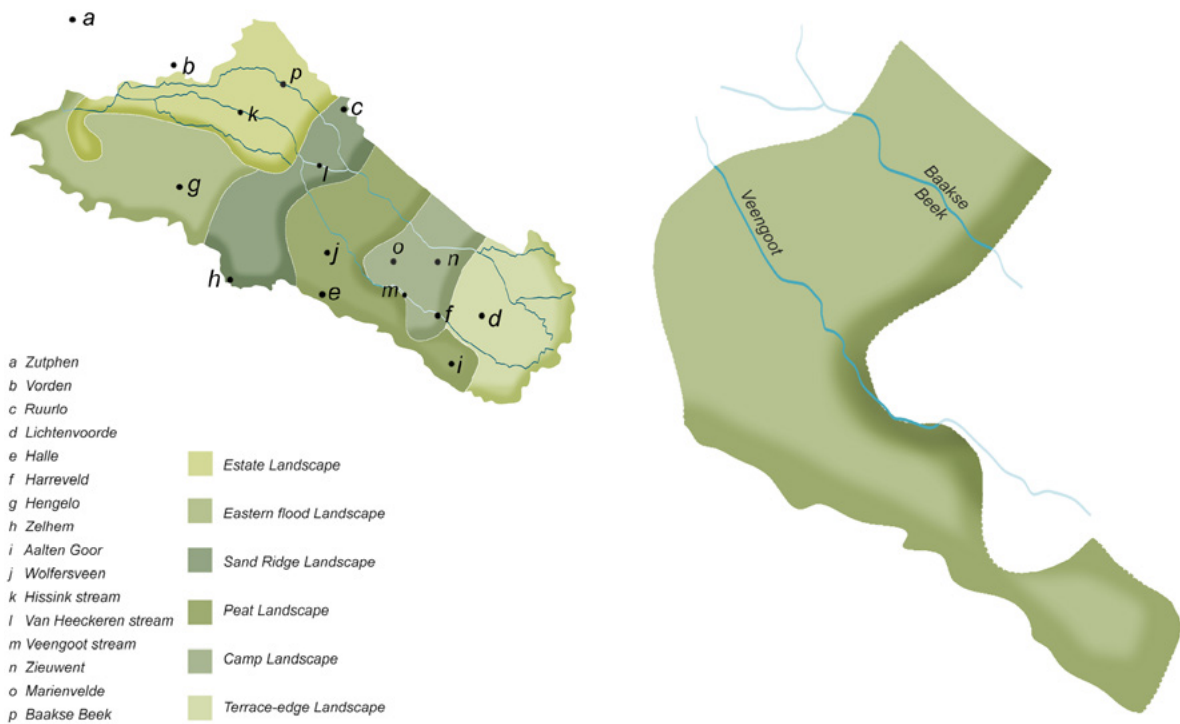 a
b
p
c
k
l
g
j
o
n
h
e
m
f
d
i
a Zutphen
b Vorden
c Ruurlo
d Lichtenvoorde
e Halle
f Harreveld
g Hengelo
h Zelhem
i Aalten Goor
j Wolfersveen
k Hissink stream
l Van Heeckeren stream
m Veengoot stream
n Zieuwent
o Marienvelde
p Baakse Beek
Estate Landscape
Eastern flood Landscape
Sand Ridge Landscape
Peat Landscape
Camp Landscape
Terrace-edge Landscape
Veengoot
Baakse
Beek